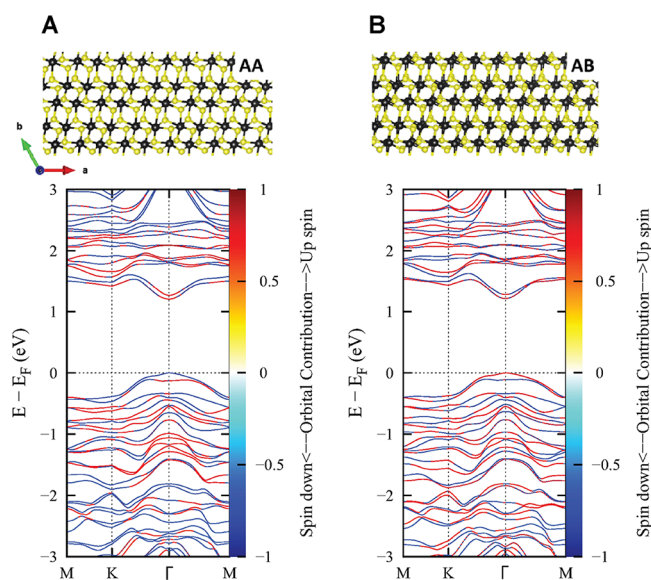 A
B
AA
AB
b
a
E − E_F (eV)
3
2
1
0
−1
−2
−3
M K Γ M
1
0.5
0
−0.5
−1
Spin down<−−Orbital Contribution−−>Up spin
E − E_F (eV)
3
2
1
0
−1
−2
−3
M K Γ M
1
0.5
0
−0.5
−1
Spin down<−−Orbital Contribution−−>Up spin